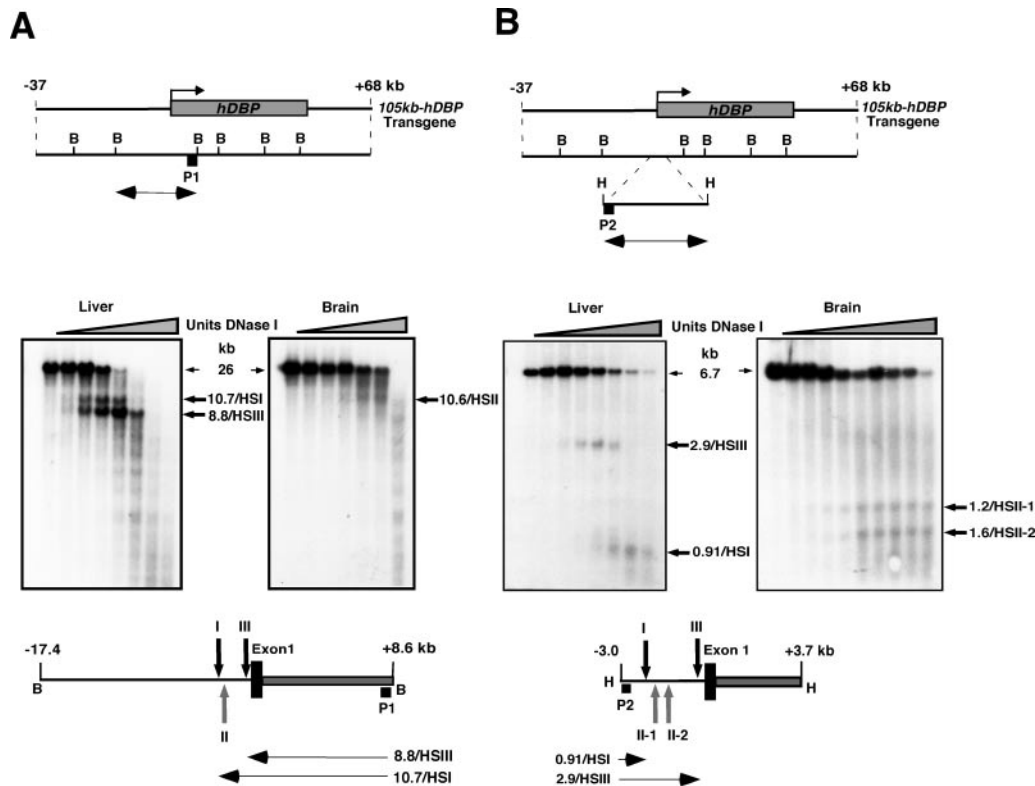 A
-37
+68 kb
hDBP
105kb-hDBP
Transgene
B B B B B B
P1
Liver
Brain
Units DNase I
kb
26
10.7/HSI
8.8/HSIII
10.6/HSII
I III
-17.4
Exon1
+8.6 kb
B
B
P1
II
8.8/HSIII
10.7/HSI
B
-37
+68 kb
hDBP
105kb-hDBP
Transgene
B B B B B B
H H
P2
Liver
Brain
Units DNase I
kb
6.7
2.9/HSIII
0.91/HSI
1.2/HSII-1
1.6/HSII-2
I III
-3.0
Exon 1
+3.7 kb
H
H
P2
II-1 II-2
0.91/HSI
2.9/HSIII